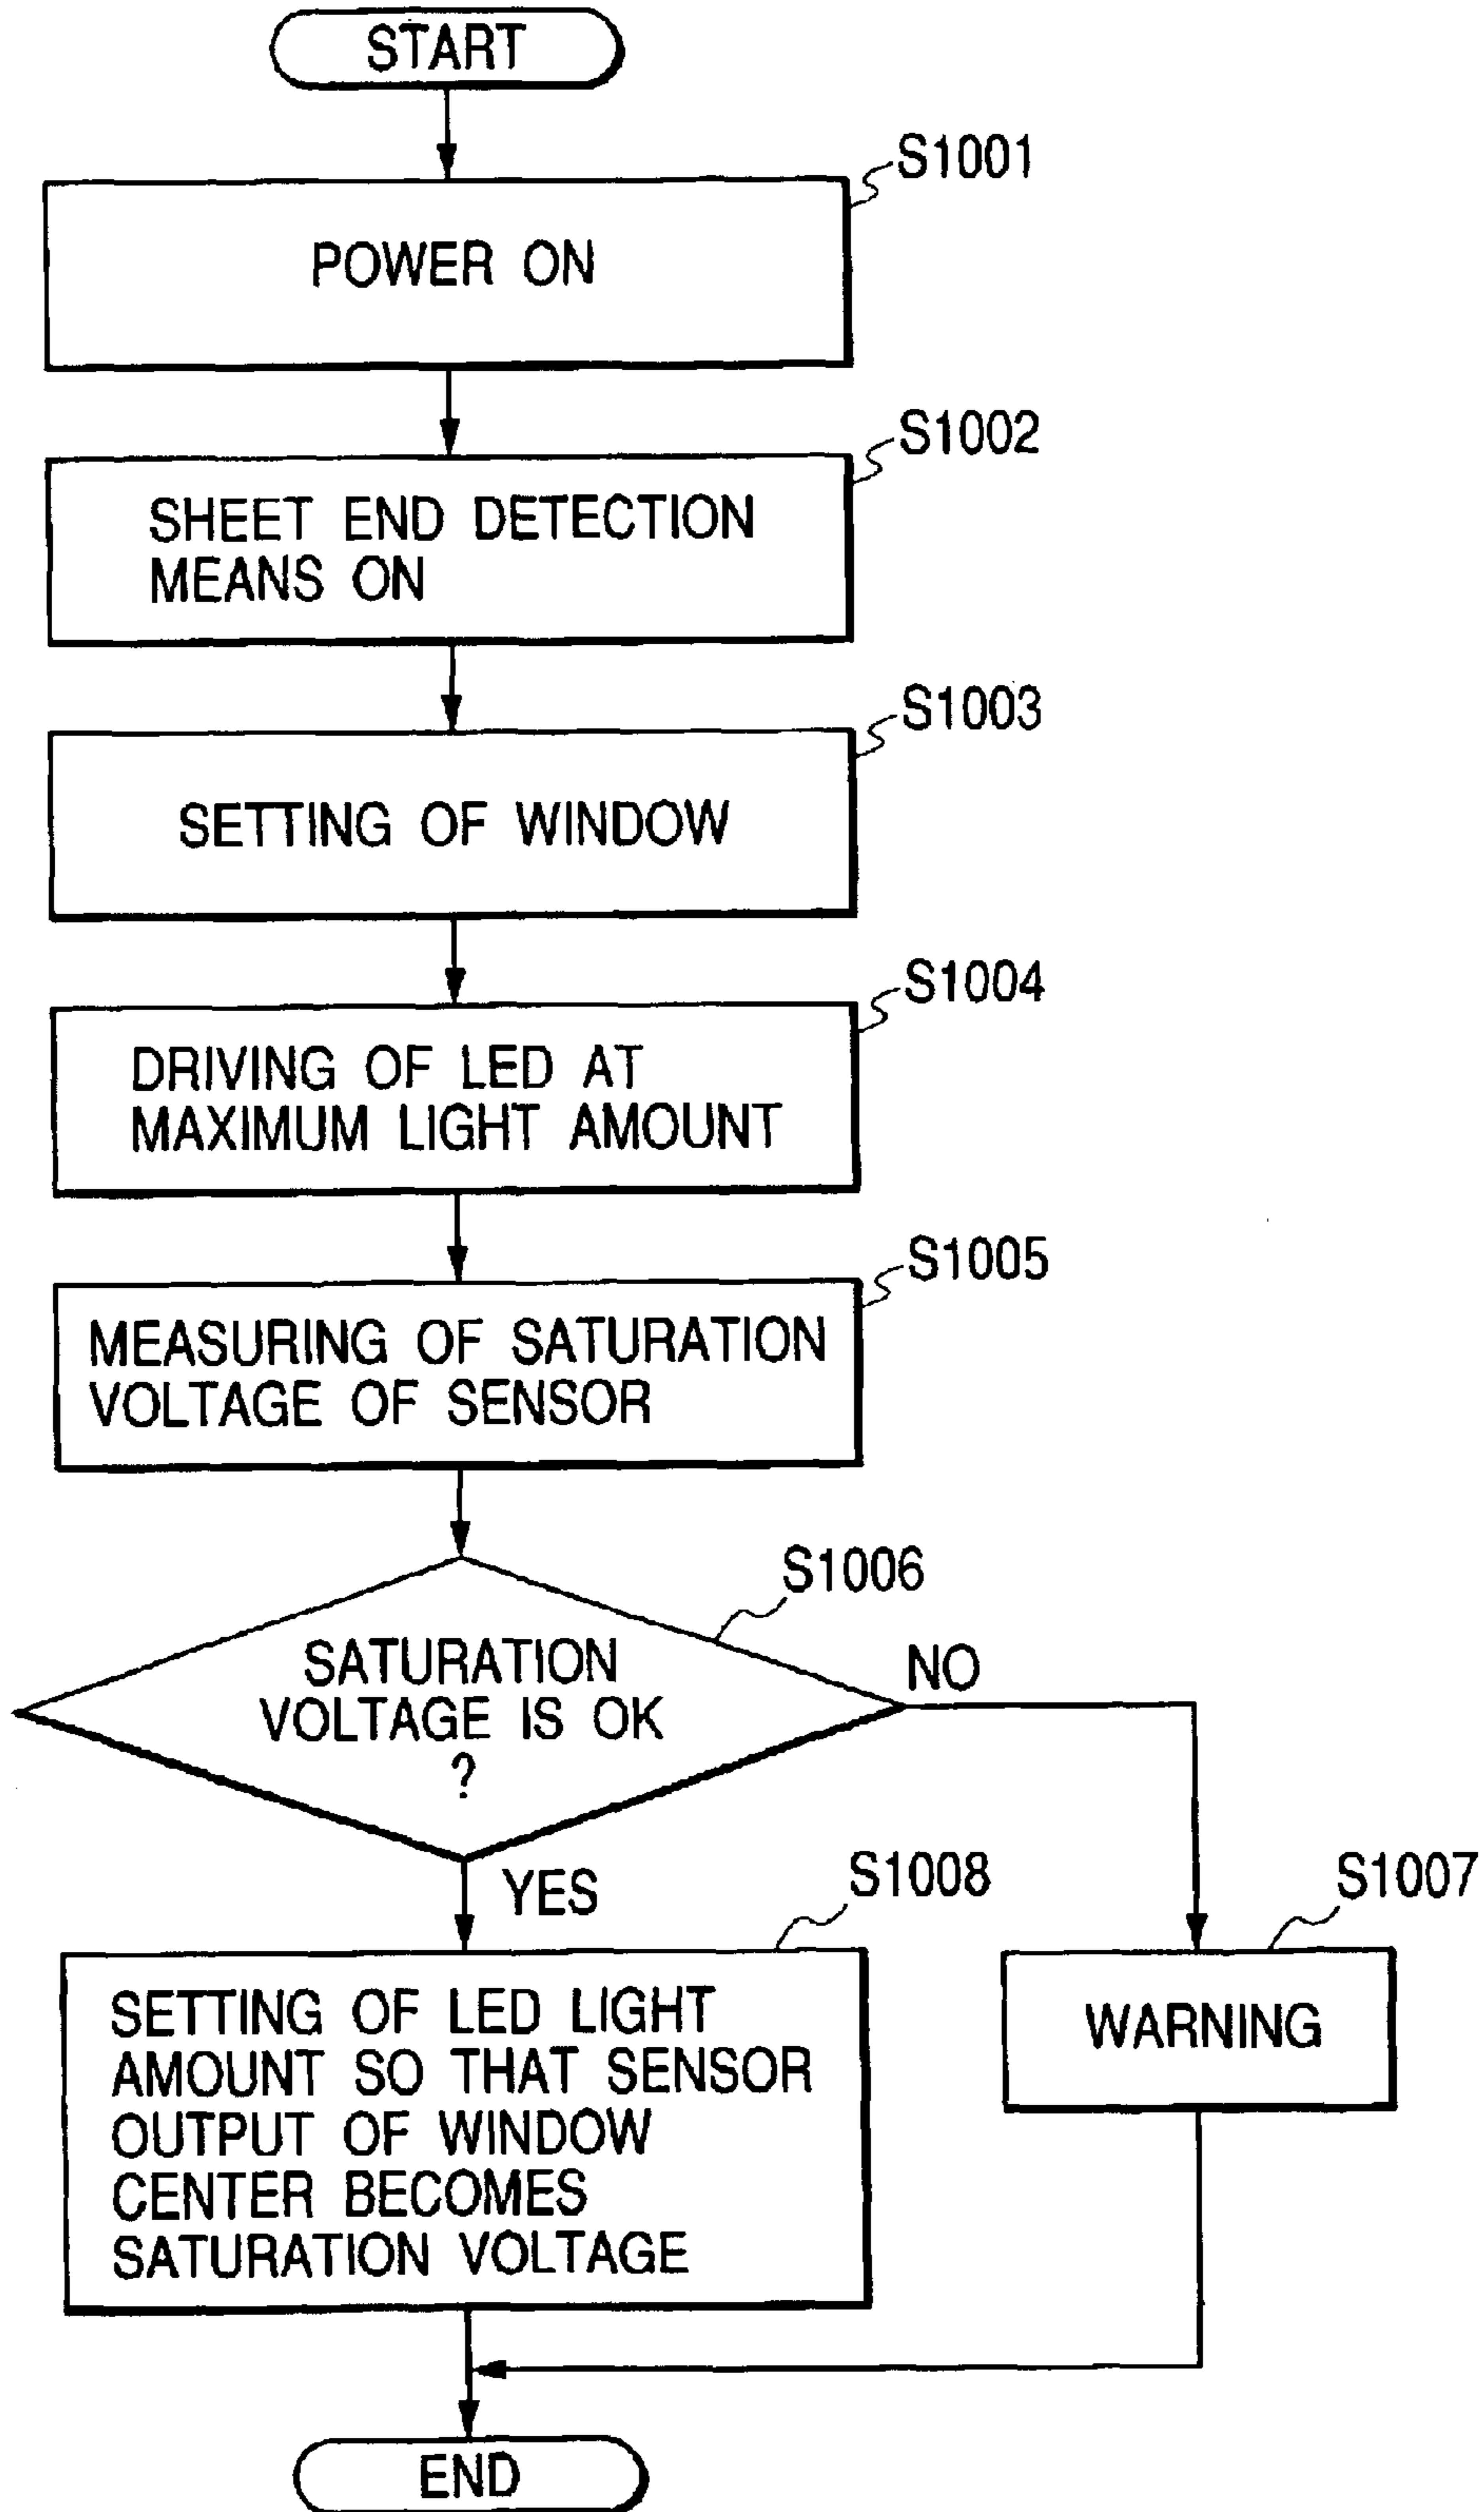 START
S1001
POWER ON
S1002
SHEET END DETECTION
MEANS ON
S1003
SETTING OF WINDOW
S1004
DRIVING OF LED AT
MAXIMUM LIGHT AMOUNT
S1005
MEASURING OF SATURATION
VOLTAGE OF SENSOR
S1006
SATURATION
VOLTAGE IS OK
?
NO
YES
S1008
S1007
SETTING OF LED LIGHT
AMOUNT SO THAT SENSOR
OUTPUT OF WINDOW
CENTER BECOMES
SATURATION VOLTAGE
WARNING
END